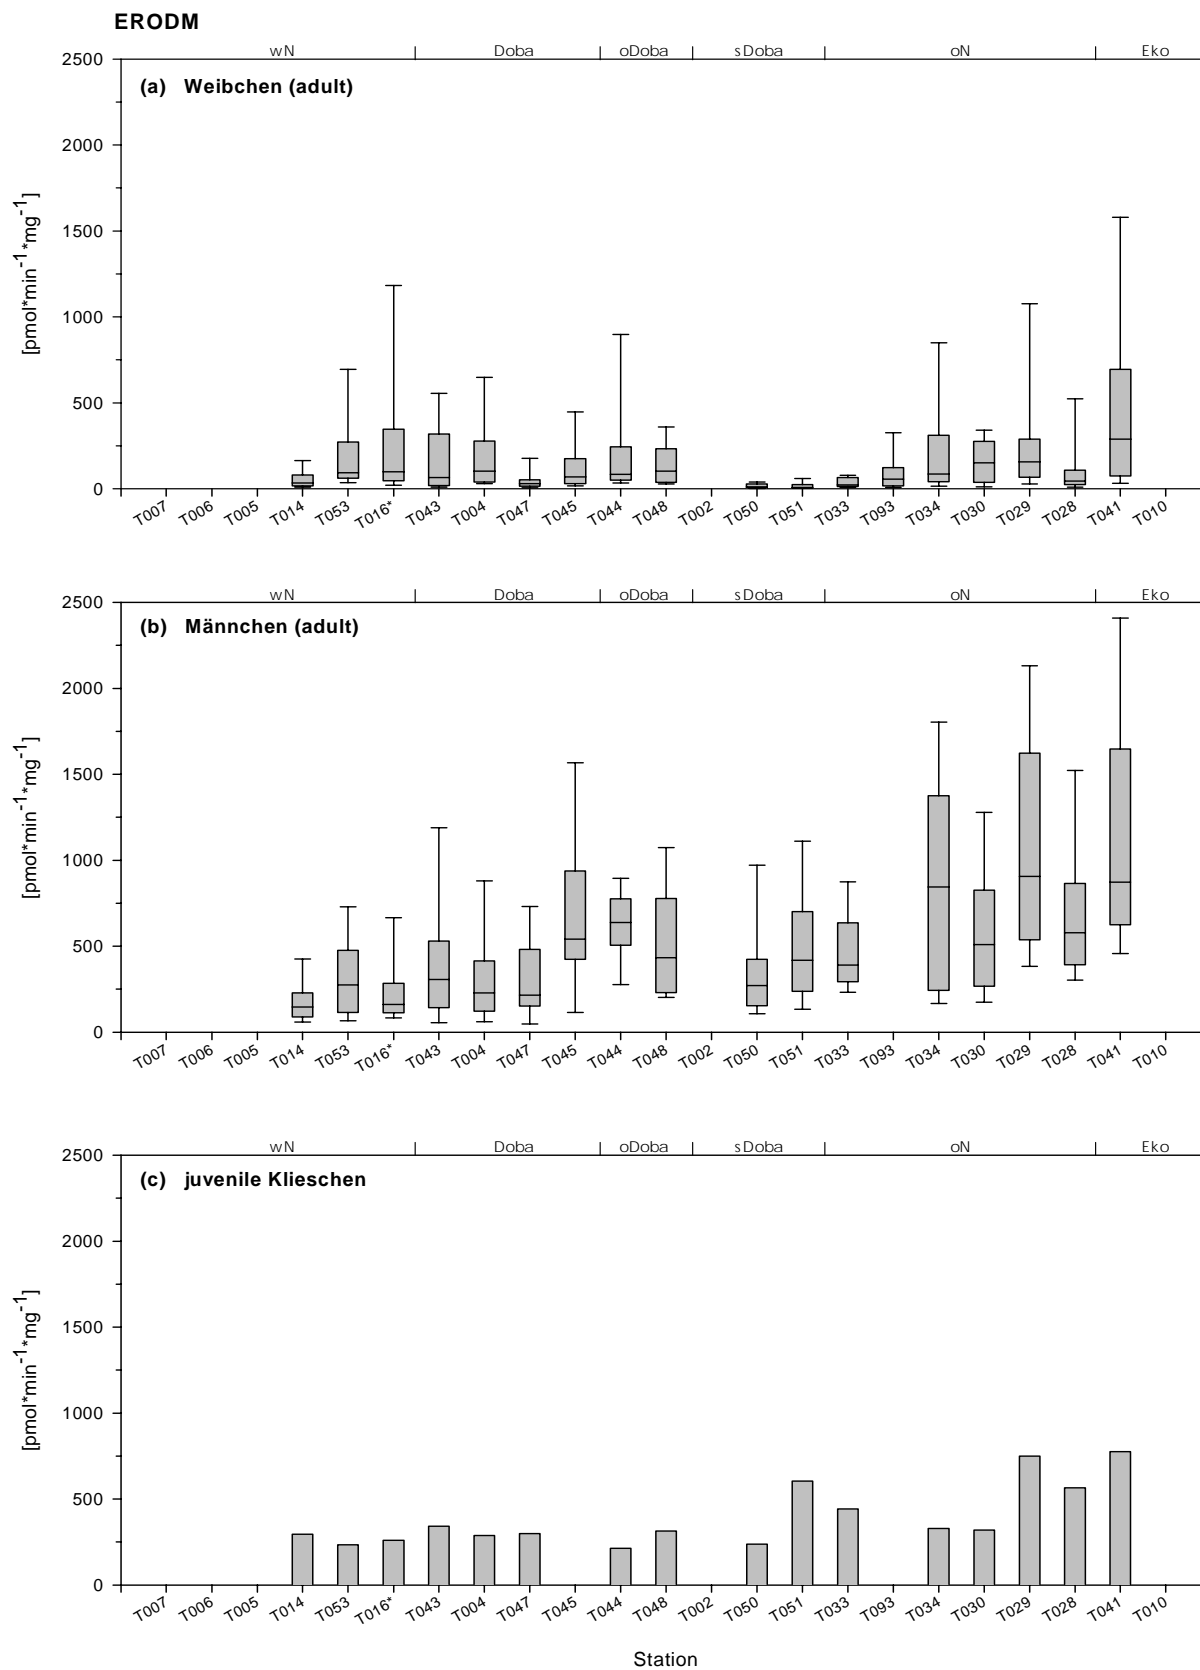 ERODM
wN Doba oDoba sDoba oN Eko
2500
(a) Weibchen (adult)
2000
1500
[pmol*min-1*mg-1]
1000
500
0
T007 T006 T005 T014 T053 T016* T043 T004 T047 T045 T044 T048 T002 T050 T051 T033 T093 T034 T030 T029 T028 T041 T010
wN Doba oDoba sDoba oN Eko
2500
(b) Männchen (adult)
2000
1500
[pmol*min-1*mg-1]
1000
500
0
T007 T006 T005 T014 T053 T016* T043 T004 T047 T045 T044 T048 T002 T050 T051 T033 T093 T034 T030 T029 T028 T041 T010
wN Doba oDoba sDoba oN Eko
2500
(c) juvenile Klieschen
2000
1500
[pmol*min-1*mg-1]
1000
500
0
T007 T006 T005 T014 T053 T016* T043 T004 T047 T045 T044 T048 T002 T050 T051 T033 T093 T034 T030 T029 T028 T041 T010
Station